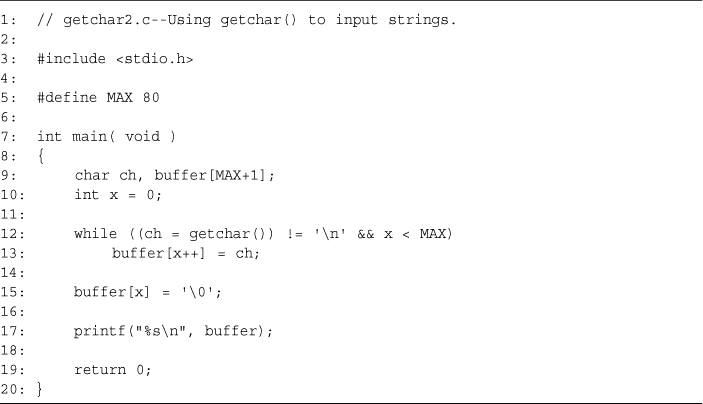 1: // getchar2.c--Using getchar() to input strings.
2:
3: #include <stdio.h>
4:
5: #define MAX 80
6:
7: int main( void )
8: {
9:     char ch, buffer[MAX+1];
10:     int x = 0;
11:
12:     while ((ch = getchar()) != '\n' && x < MAX)
13:         buffer[x++] = ch;
14:
15:     buffer[x] = '\0';
16:
17:     printf("%s\n", buffer);
18:
19:     return 0;
20: }